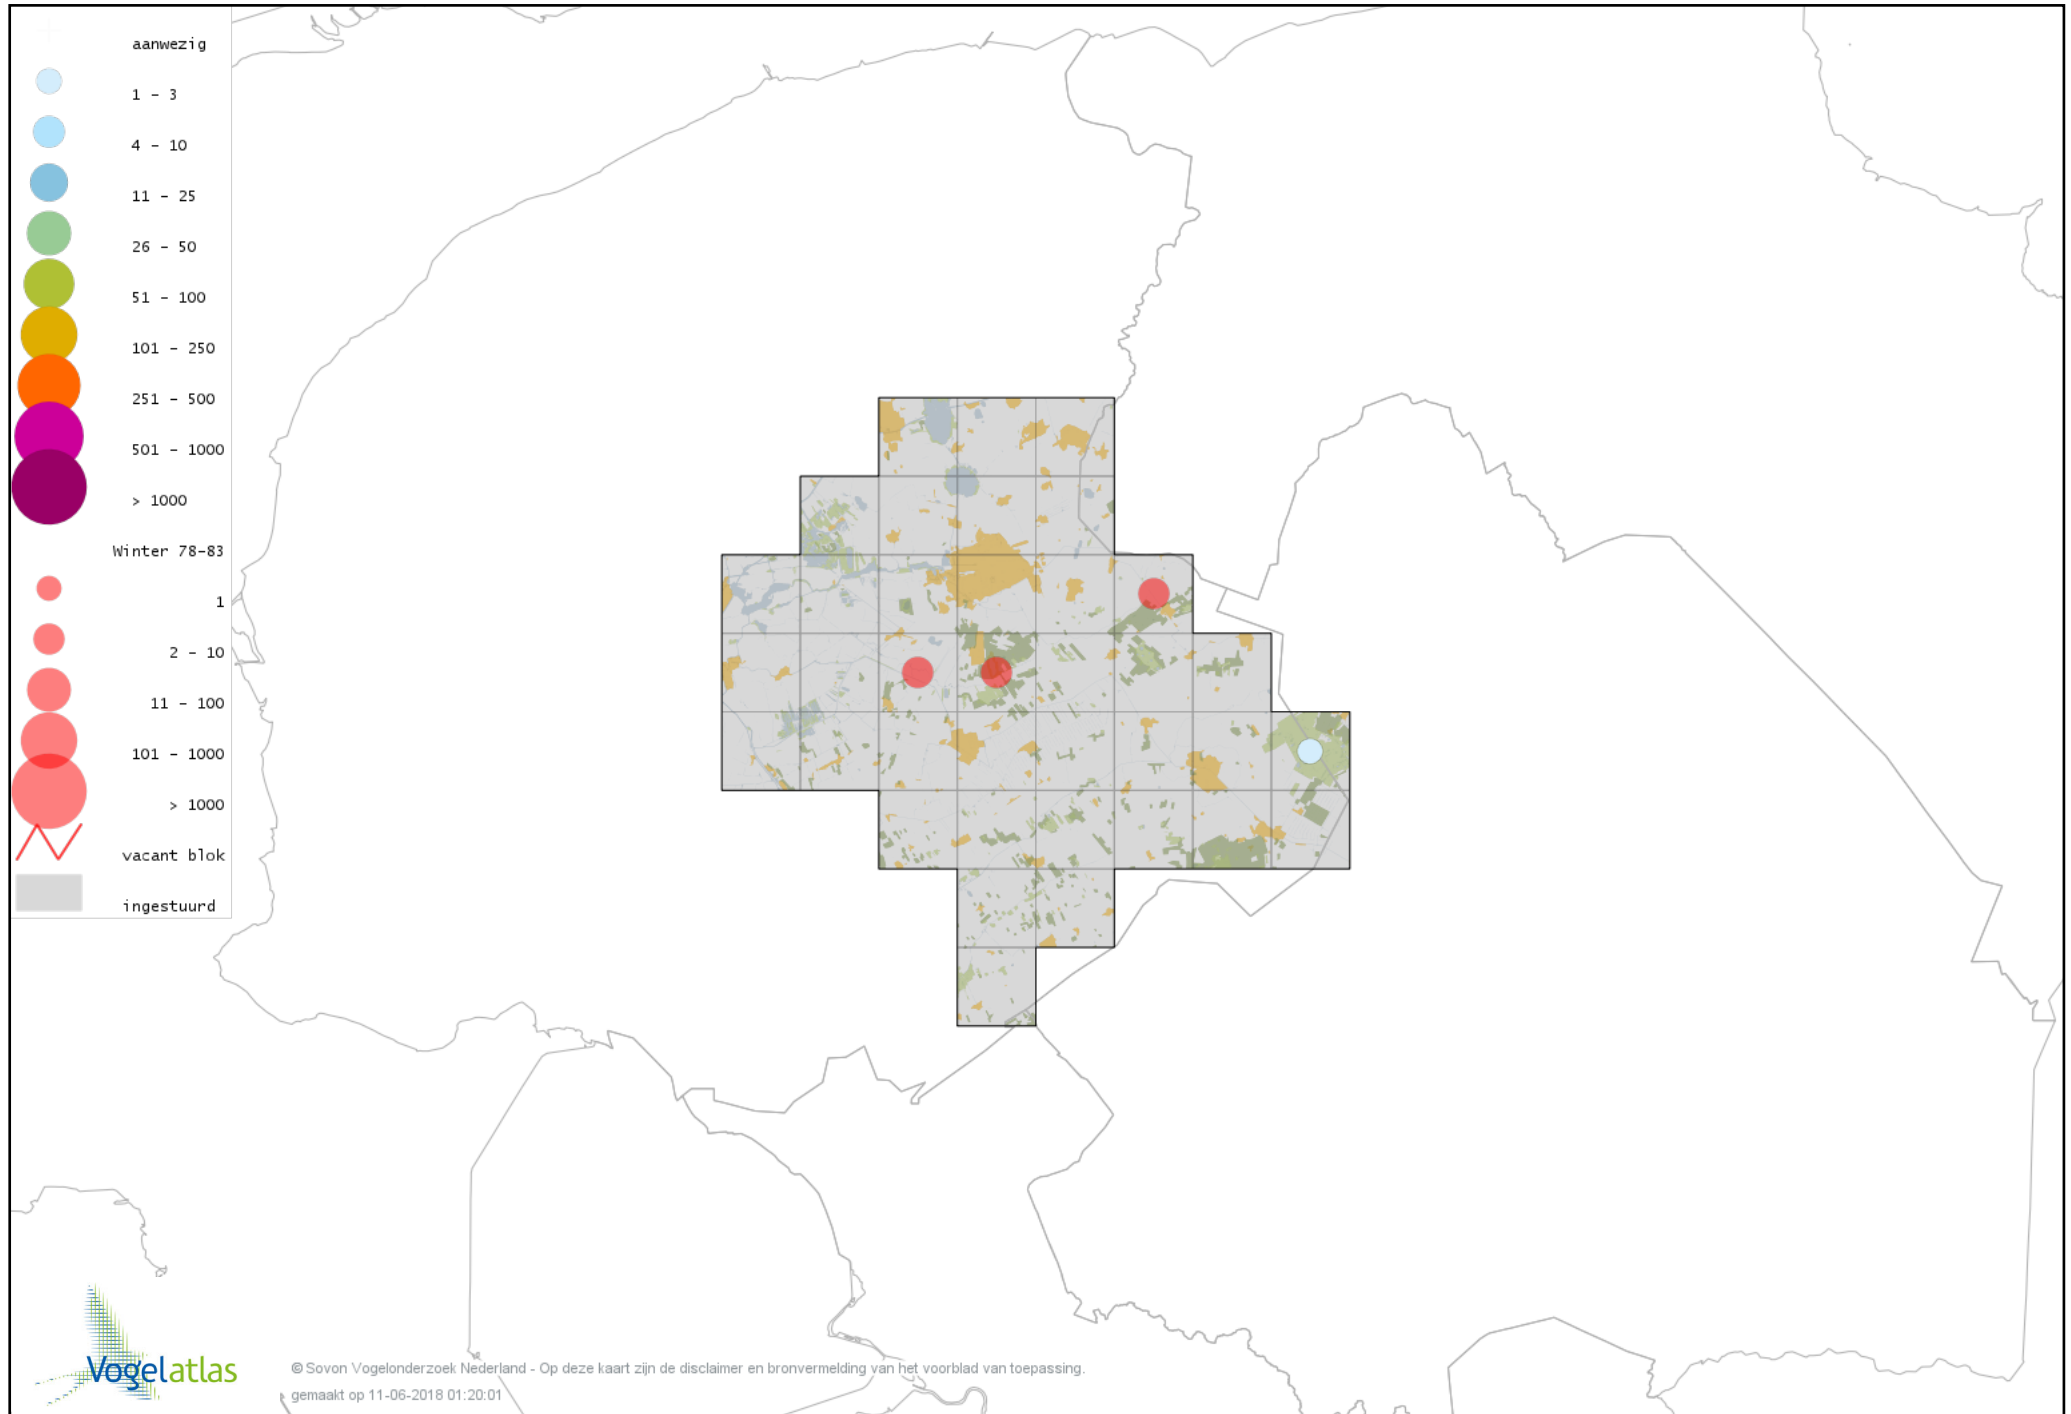 aanwezig
1 - 3
4 - 10
11 - 25
26 - 50
51 - 100
101 - 250
251 - 500
501 - 1000
> 1000
Winter 78-83
1
2 - 10
11 - 100
101 - 1000
> 1000
vacant blok
ingestuurd
Vogelatlas
© Sovon Vogelonderzoek Nederland - Op deze kaart zijn de disclaimer en bronvermelding van het voorblad van toepassing.
gemaakt op 11-06-2018 01:20:01